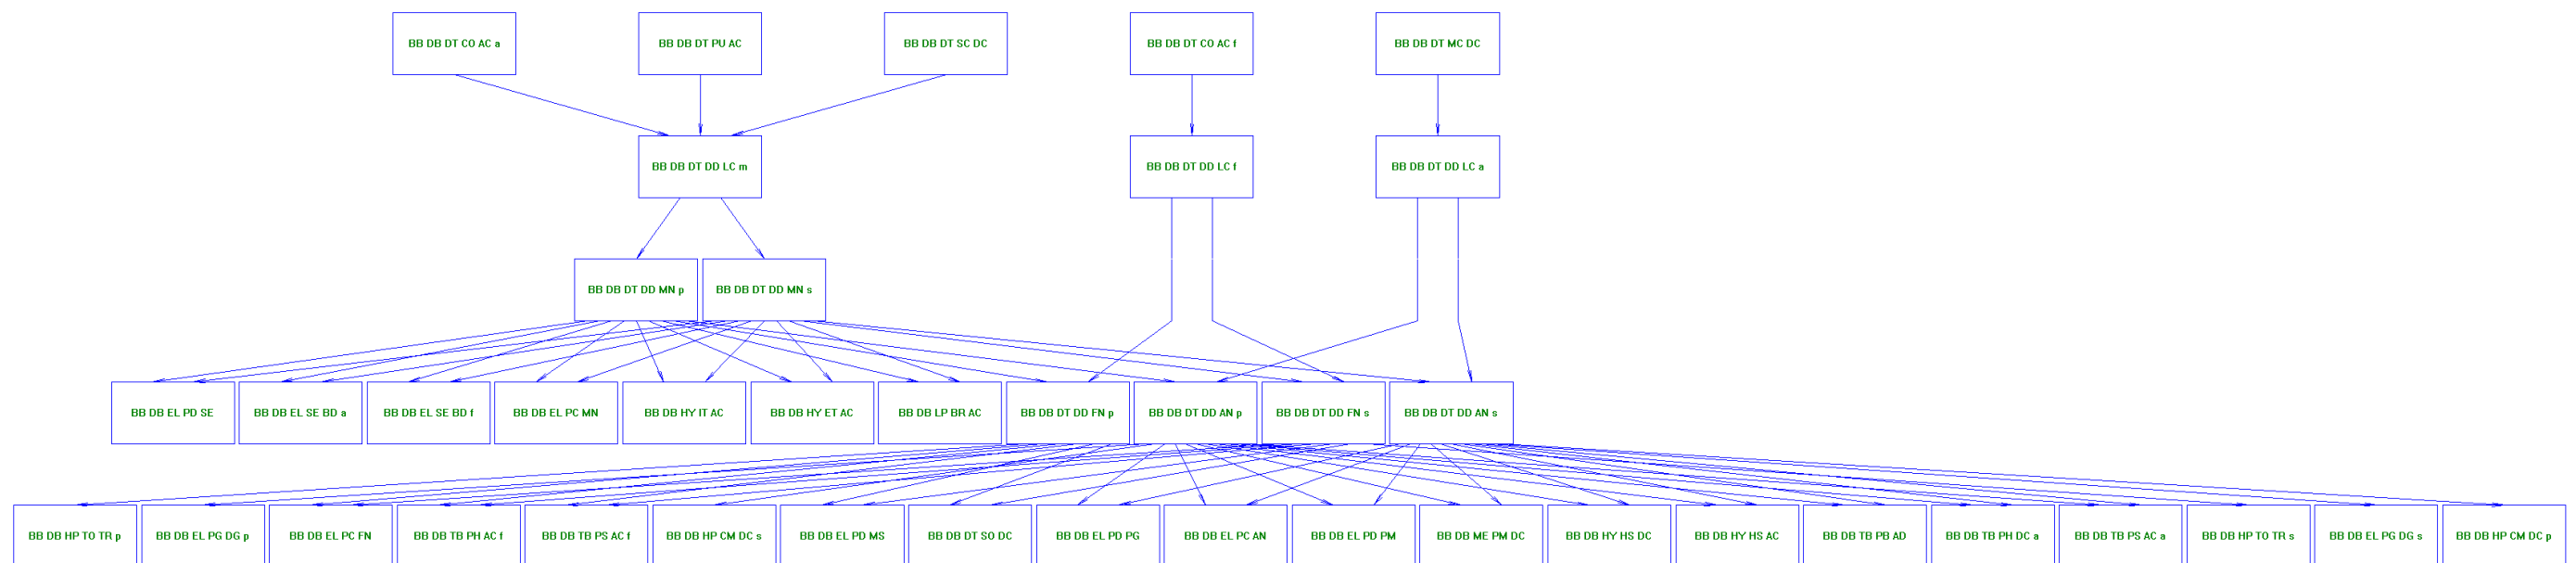 BB DB DT CO AC a
BB DB DT PU AC
BB DB DT SC DC
BB DB DT CO AC f
BB DB DT MC DC
BB DB DT DD LC m
BB DB DT DD LC f
BB DB DT DD LC a
BB DB DT DD MN p
BB DB DT DD MN s
BB DB EL PD SE
BB DB EL SE BD a
BB DB EL SE BD f
BB DB EL PC MN
BB DB HY IT AC
BB DB HY ET AC
BB DB LP BR AC
BB DB DT DD FN p
BB DB DT DD AN p
BB DB DT DD FN s
BB DB DT DD AN s
BB DB HP TO TR p
BB DB EL PG DG p
BB DB EL PC FN
BB DB TB PH AC f
BB DB TB PS AC f
BB DB HP CM DC s
BB DB EL PD MS
BB DB DT SO DC
BB DB EL PD PG
BB DB EL PC AN
BB DB EL PD PM
BB DB ME PM DC
BB DB HY HS DC
BB DB HY HS AC
BB DB TB PB AD
BB DB TB PH DC a
BB DB TB PS AC a
BB DB HP TO TR s
BB DB EL PG DG s
BB DB HP CM DC p